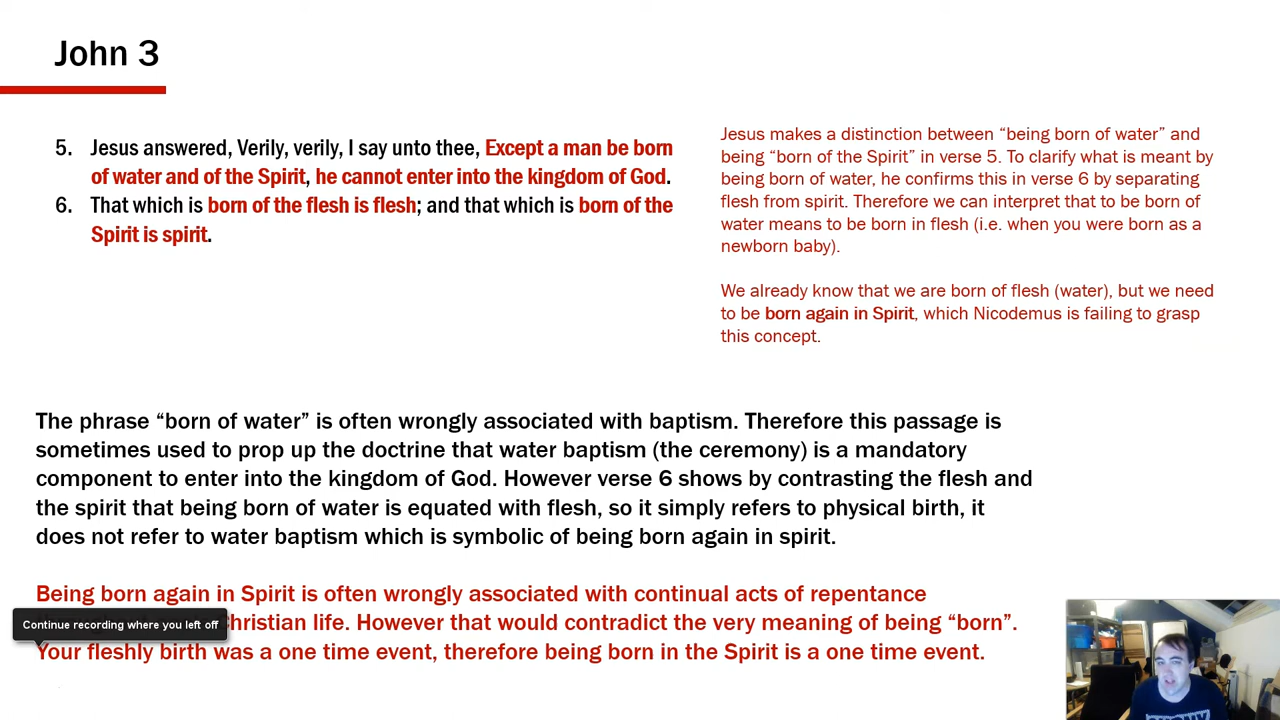 John 3
5. Jesus answered, Verily, verily, I say unto thee, Except a man be born
of water and of the Spirit, he cannot enter into the kingdom of God.
6. That which is born of the flesh is flesh; and that which is born of the
Spirit is spirit.
Jesus makes a distinction between “being born of water” and
being “born of the Spirit” in verse 5. To clarify what is meant by
being born of water, he confirms this in verse 6 by separating
flesh from spirit. Therefore we can interpret that to be born of
water means to be born in flesh (i.e. when you were born as a
newborn baby).
We already know that we are born of flesh (water), but we need
to be born again in Spirit, which Nicodemus is failing to grasp
this concept.
The phrase “born of water” is often wrongly associated with baptism. Therefore this passage is
sometimes used to prop up the doctrine that water baptism (the ceremony) is a mandatory
component to enter into the kingdom of God. However verse 6 shows by contrasting the flesh and
the spirit that being born of water is equated with flesh, so it simply refers to physical birth, it
does not refer to water baptism which is symbolic of being born again in spirit.
Being born again in Spirit is often wrongly associated with continual acts of repentance
Christian life. However that would contradict the very meaning of being “born”.
Continue recording where you left off
Your fleshly birth was a one time event, therefore being born in the Spirit is a one time event.